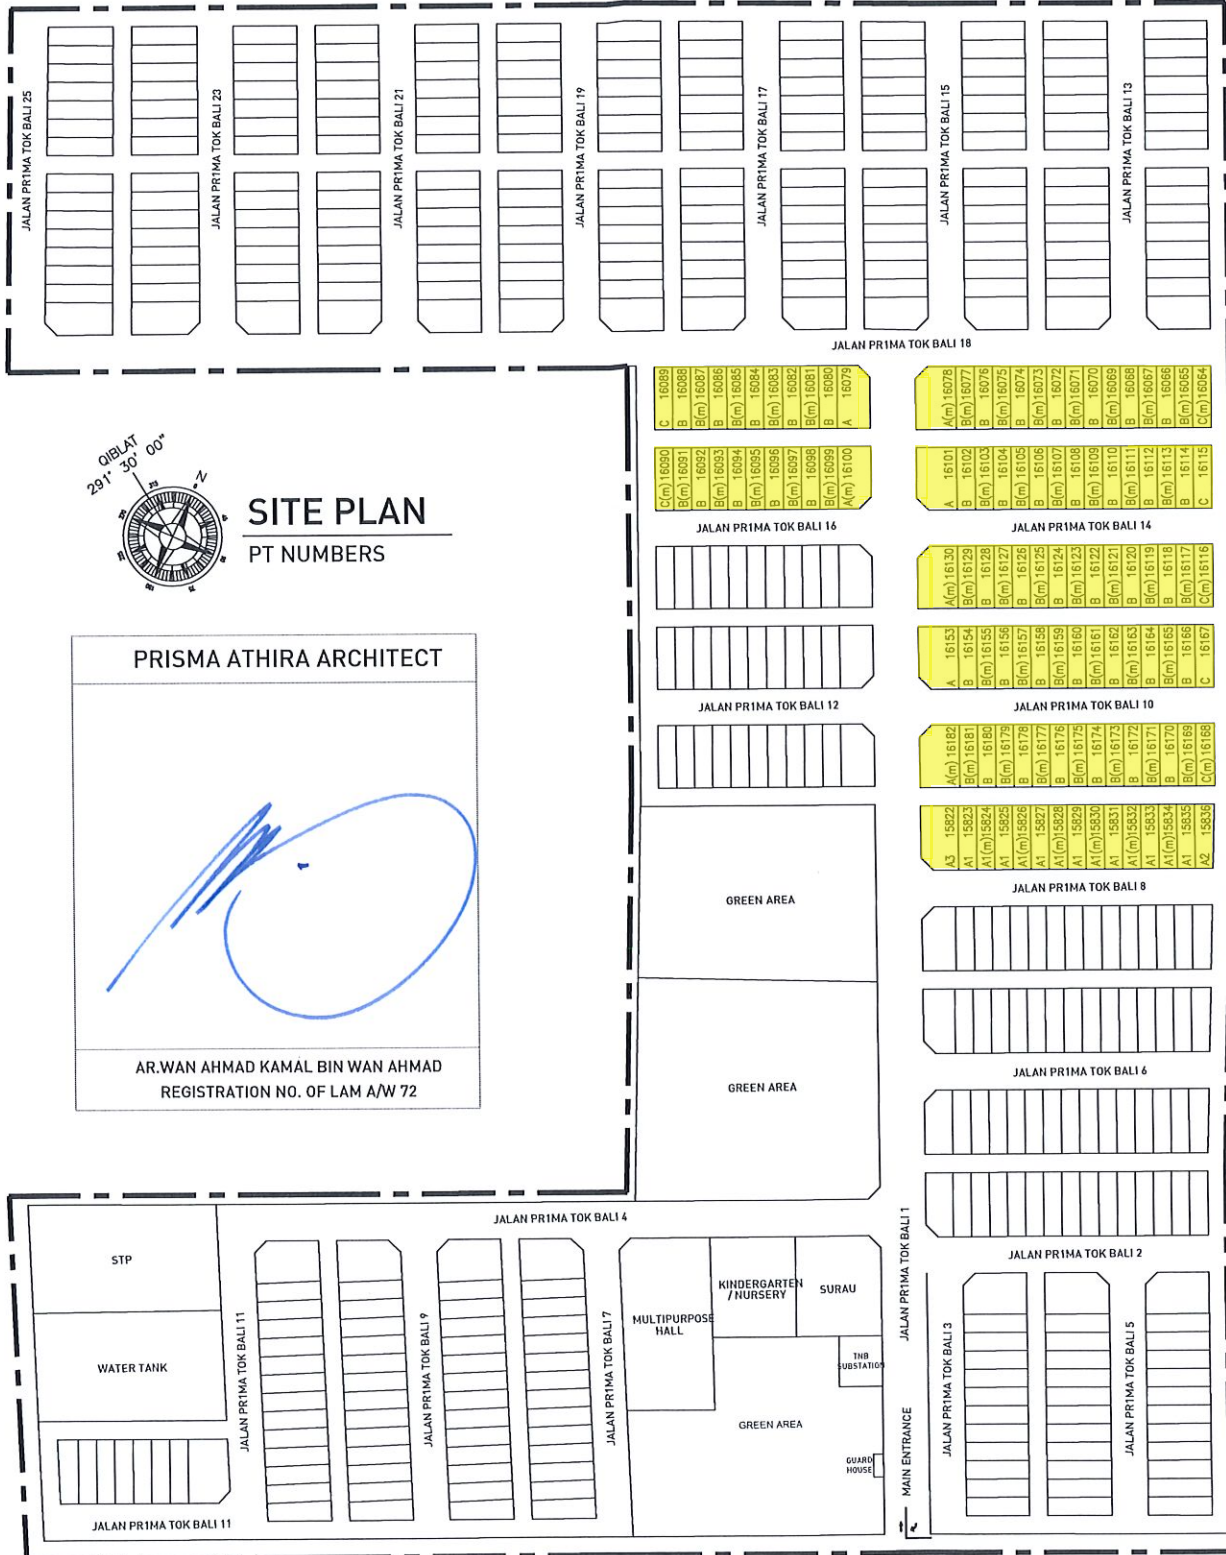 JALAN PR1MA TOK BALI 25
JALAN PR1MA TOK BALI 23
JALAN PR1MA TOK BALI 21
JALAN PR1MA TOK BALI 19
JALAN PR1MA TOK BALI 17
JALAN PR1MA TOK BALI 15
JALAN PR1MA TOK BALI 13
JALAN PR1MA TOK BALI 18
C 16089
B 16088
B(m) 16087
B 16086
B(m) 16085
B 16084
B(m) 16083
B 16082
B(m) 16081
B 16080
A 16079
A(m) 16078
B(m) 16077
B 16076
B(m) 16075
B 16074
B(m) 16073
B 16072
B(m) 16071
B 16070
B(m) 16069
B 16068
B(m) 16067
B 16066
B(m) 16065
C(m) 16064
C(m) 16090
B(m) 16091
B 16092
B(m) 16093
B 16094
B(m) 16095
B 16096
B(m) 16097
B 16098
B(m) 16099
A(m) 16100
A 16101
B 16102
B(m) 16103
B 16104
B(m) 16105
B 16106
B(m) 16107
B 16108
B(m) 16109
B 16110
B(m) 16111
B 16112
B(m) 16113
B 16114
C 16115
QIBLAT
291° 30' 00"
N
SITE PLAN
PT NUMBERS
JALAN PR1MA TOK BALI 16
JALAN PR1MA TOK BALI 14
A(m) 16130
B(m) 16129
B 16128
B(m) 16127
B 16126
B(m) 16125
B 16124
B(m) 16123
B 16122
B(m) 16121
B 16120
B(m) 16119
B 16118
B(m) 16117
C(m) 16116
A 16153
B 16154
B(m) 16155
B 16156
B(m) 16157
B 16158
B(m) 16159
B 16160
B(m) 16161
B 16162
B(m) 16163
B 16164
B(m) 16165
B 16166
C 16167
PRISMA ATHIRA ARCHITECT
JALAN PR1MA TOK BALI 12
JALAN PR1MA TOK BALI 10
A(m) 16182
B(m) 16181
B 16180
B(m) 16179
B 16178
B(m) 16177
B 16176
B(m) 16175
B 16174
B(m) 16173
B 16172
B(m) 16171
B 16170
B(m) 16169
C(m) 16168
A3 15822
A1 15823
A1(m) 15824
A1 15825
A1(m) 15826
A1 15827
A1(m) 15828
A1 15829
A1(m) 15830
A1 15831
A1(m) 15832
A1 15833
A1(m) 15834
A1 15835
A2 15836
JALAN PR1MA TOK BALI 8
GREEN AREA
AR.WAN AHMAD KAMAL BIN WAN AHMAD
REGISTRATION NO. OF LAM A/W 72
JALAN PR1MA TOK BALI 6
GREEN AREA
JALAN PR1MA TOK BALI 4
JALAN PR1MA TOK BALI 1
JALAN PR1MA TOK BALI 2
STP
WATER TANK
JALAN PR1MA TOK BALI 11
JALAN PR1MA TOK BALI 9
JALAN PR1MA TOK BALI 7
MULTIPURPOSE
HALL
KINDERGARTEN
/ NURSERY
SURAU
TNB
SUBSTATION
GREEN AREA
GUARD
HOUSE
MAIN ENTRANCE
JALAN PR1MA TOK BALI 3
JALAN PR1MA TOK BALI 5
JALAN PR1MA TOK BALI 11